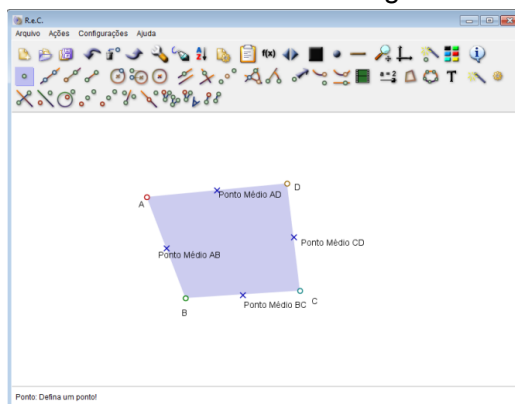 R.e.C.
Arquivo Ações Configurações Ajuda
f(x)
a=2
T
D
Ponto Médio AD
A
Ponto Médio CD
Ponto Médio AB
Ponto Médio BC
C
B
Ponto: Defina um ponto!